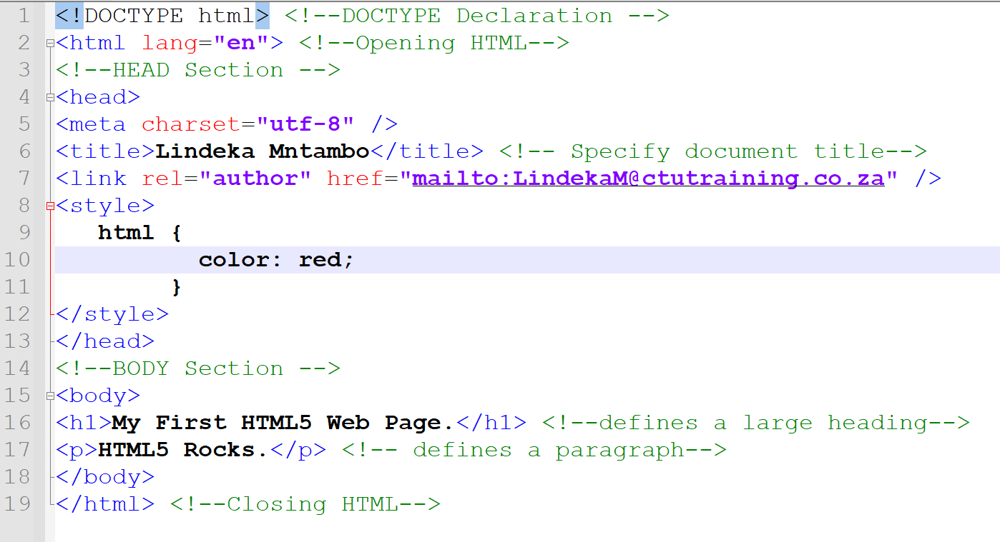 1 <!DOCTYPE html> <!--DOCTYPE Declaration -->
2 <html lang="en"> <!--Opening HTML-->
3 <!--HEAD Section -->
4 <head>
5 <meta charset="utf-8" />
6 <title>Lindeka Mntambo</title> <!-- Specify document title-->
7 <link rel="author" href="mailto:LindekaM@ctutraining.co.za" />
8 <style>
9    html {
10           color: red;
11         }
12 </style>
13 </head>
14 <!--BODY Section -->
15 <body>
16 <h1>My First HTML5 Web Page.</h1> <!--defines a large heading-->
17 <p>HTML5 Rocks.</p> <!-- defines a paragraph-->
18 </body>
19 </html> <!--Closing HTML-->